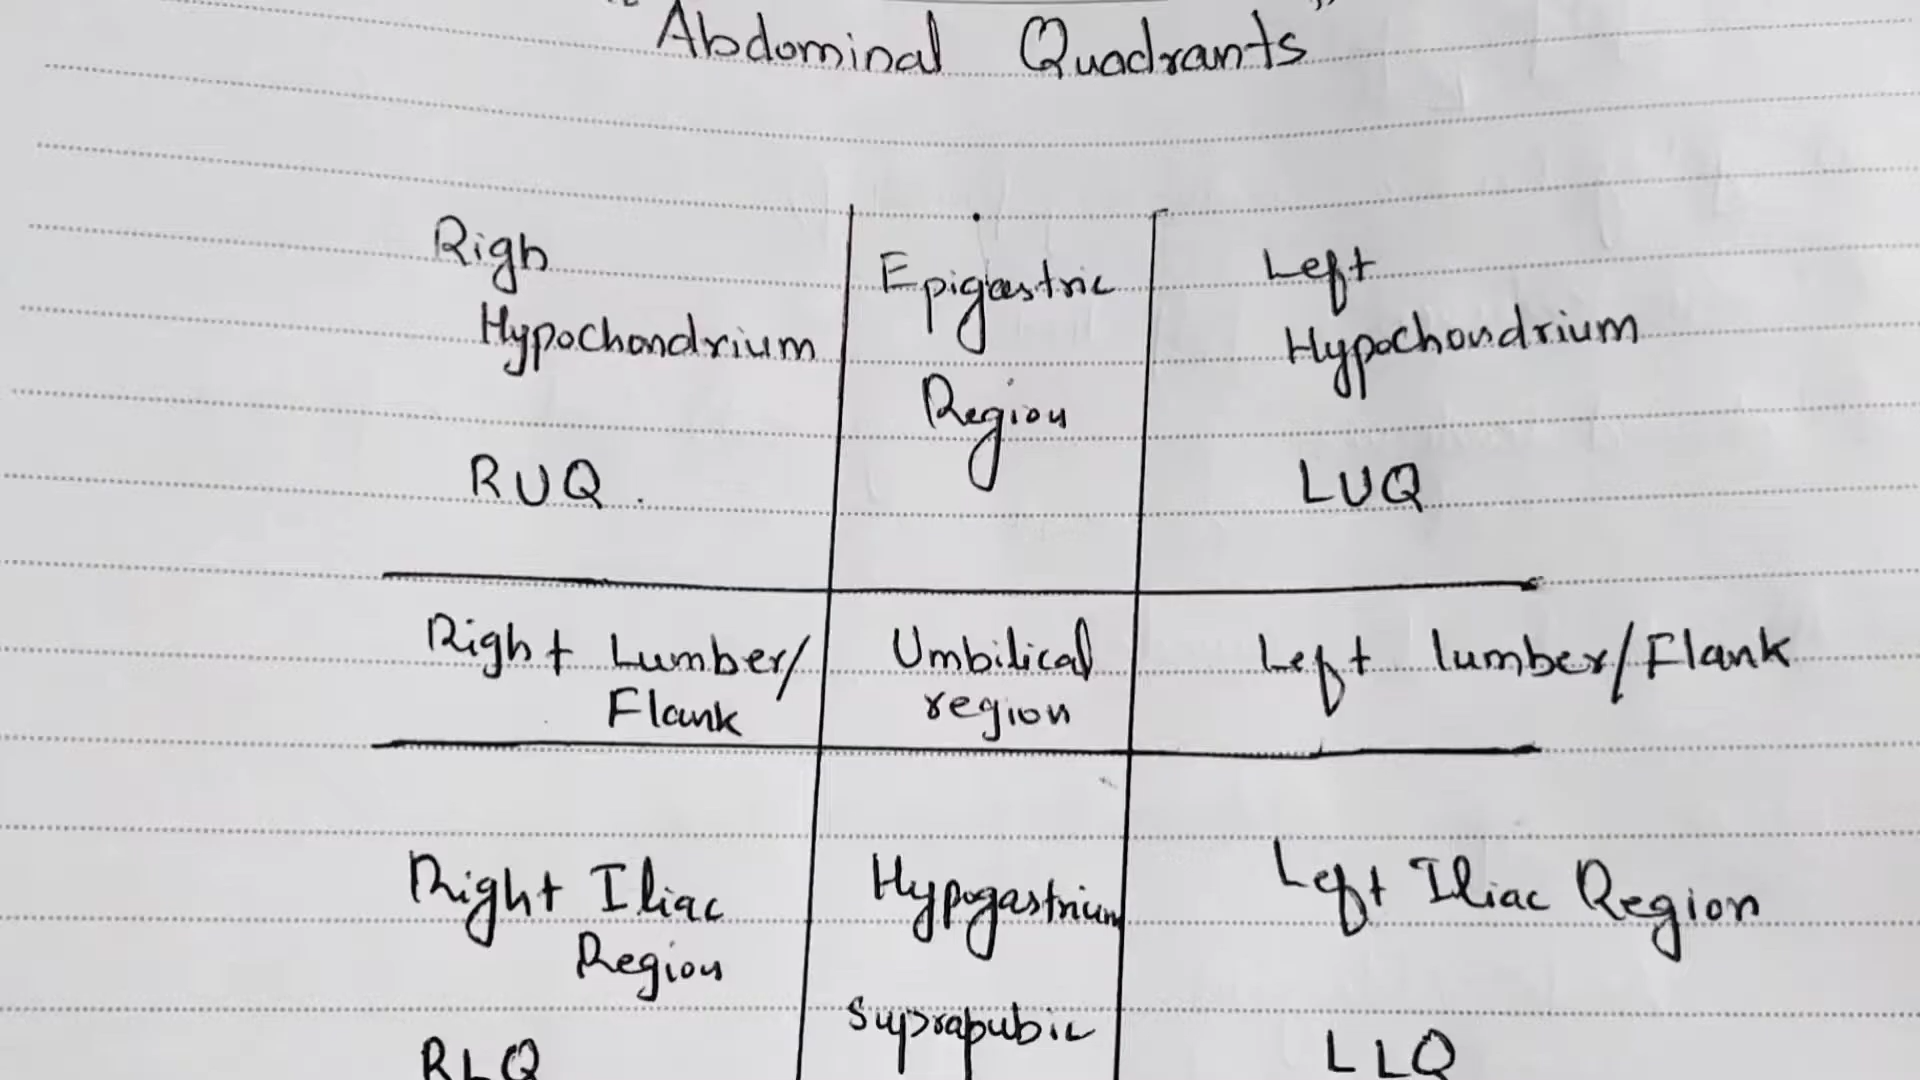 "Abdominal Quadrants"
Righ
Hypochondrium
RUQ.
Epigastric
Region
Left
Hypochondrium
LUQ
Right Lumber/
Flank
Umbilical
region
Left lumber/Flank
Right Iliac
Region
RLQ
Hypogastrium
Suprapubic
Left Iliac Region
LLQ